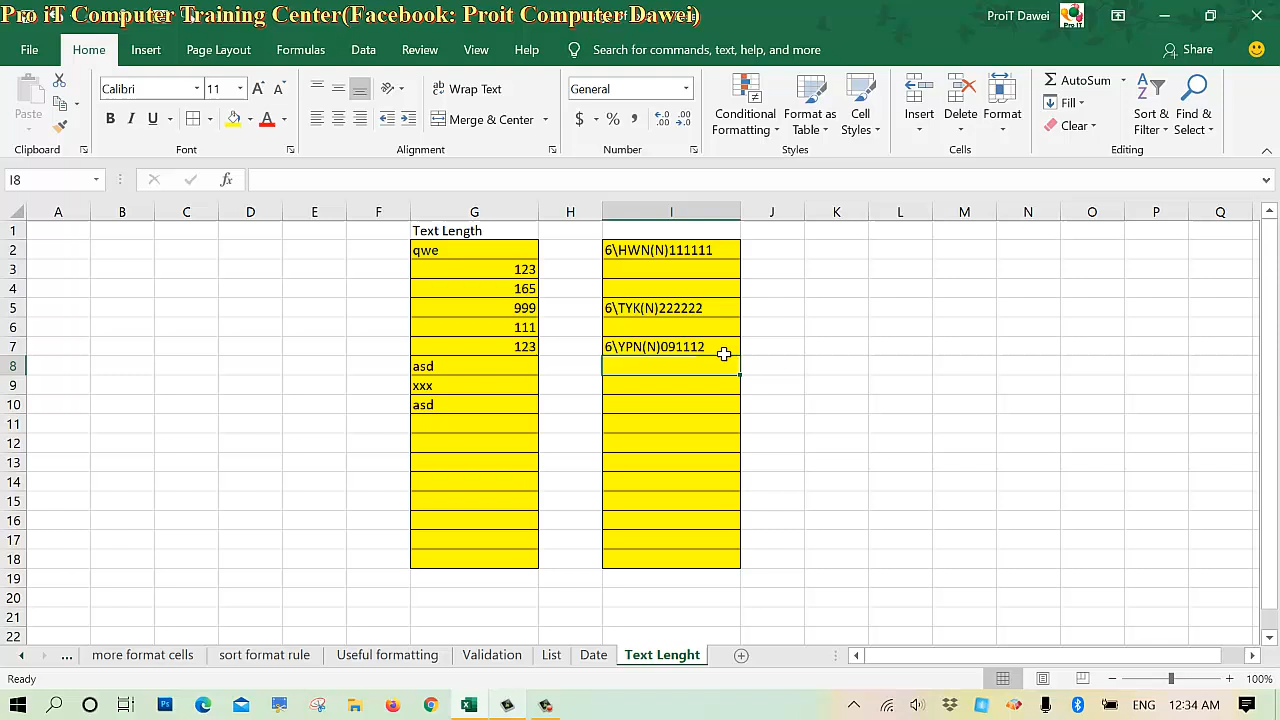 Pro iT Computer Training Center(Facebook: Proit Computer Dawei)
ProiT Dawei
File Home Insert Page Layout Formulas Data Review View Help Search for commands, text, help, and more Share
Paste
Calibri 11
Wrap Text
General
Merge & Center
$ %
Conditional Formatting
Format as Table
Cell Styles
Insert Delete Format
AutoSum
Fill
Clear
Sort & Filter
Find & Select
Clipboard Font Alignment Number Styles Cells Editing
I8 fx
A B C D E F G H I J K L M N O P Q
1 Text Length
2 qwe 6\HWN(N)111111
3 123
4 165
5 999 6\TYK(N)222222
6 111
7 123 6\YPN(N)091112
8 asd
9 xxx
10 asd
11
12
13
14
15
16
17
18
19
20
21
22
... more format cells sort format rule Useful formatting Validation List Date Text Lenght
Ready 100%
ENG 12:34 AM